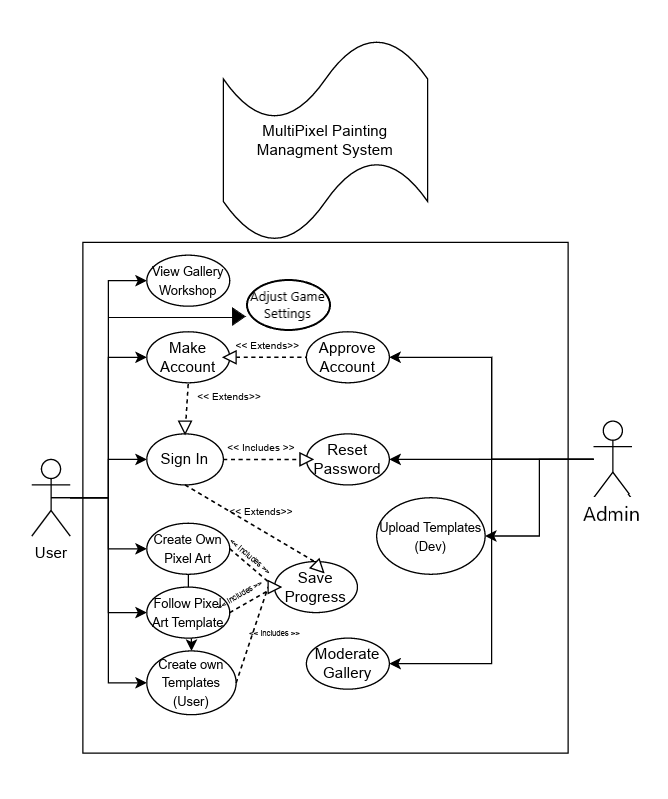 MultiPixel Painting
Managment System
View Gallery
Workshop
Adjust Game
Settings
Make
Account
<< Extends>>
Approve
Account
<< Extends>>
Sign In
<< Includes >>
Reset
Password
User
Admin
<< Extends>>
Upload Templates
(Dev)
Create Own
Pixel Art
<< Includes>>
Save
Progress
Follow Pixel
Art Template
<< Includes >>
<< Includes >>
Create own
Templates
(User)
Moderate
Gallery